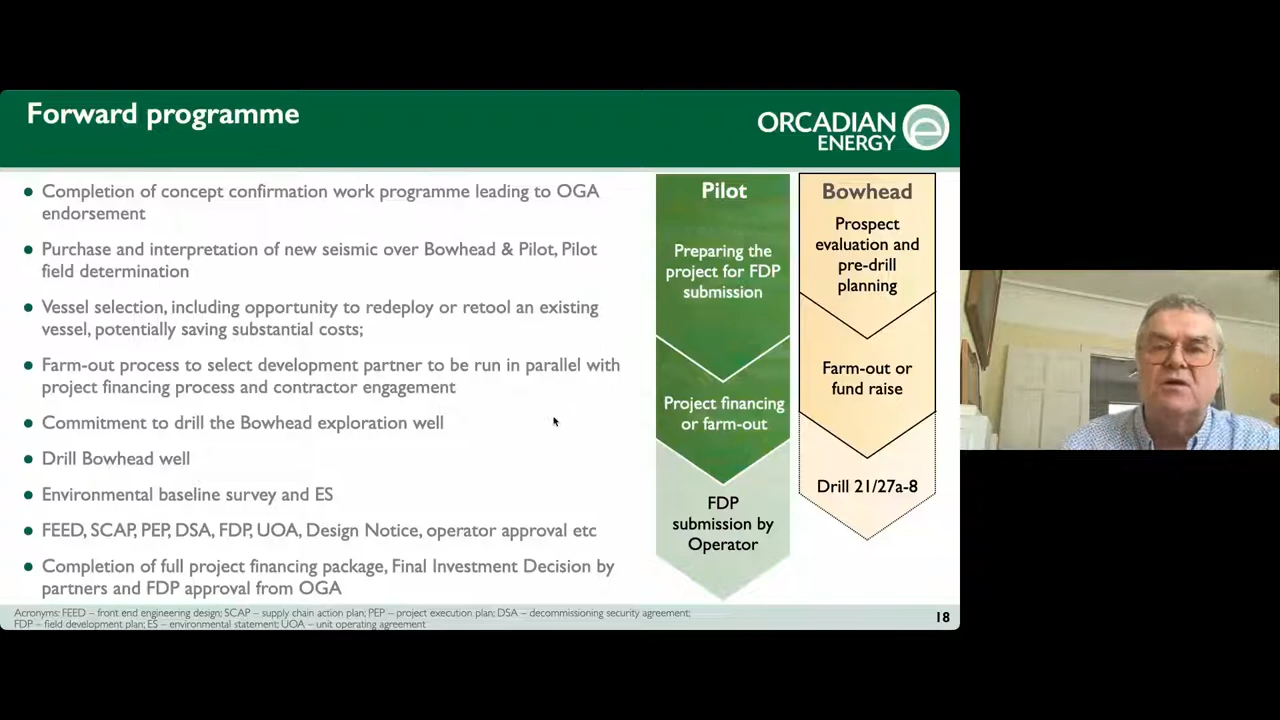 Forward programme
ORCADIAN
ENERGY
Completion of concept confirmation work programme leading to OGA
endorsement
Purchase and interpretation of new seismic over Bowhead & Pilot, Pilot
field determination
Vessel selection, including opportunity to redeploy or retool an existing
vessel, potentially saving substantial costs;
Farm-out process to select development partner to be run in parallel with
project financing process and contractor engagement
Commitment to drill the Bowhead exploration well
Drill Bowhead well
Environmental baseline survey and ES
FEED, SCAP, PEP, DSA, FDP, UOA, Design Notice, operator approval etc
Completion of full project financing package, Final Investment Decision by
partners and FDP approval from OGA
Pilot
Preparing the
project for FDP
submission
Project financing
or farm-out
FDP
submission by
Operator
Bowhead
Prospect
evaluation and
pre-drill
planning
Farm-out or
fund raise
Drill 21/27a-8
Acronyms: FEED – front end engineering design; SCAP – supply chain action plan; PEP – project execution plan; DSA – decommissioning security agreement;
FDP – field development plan; ES – environmental statement; UOA – unit operating agreement
18